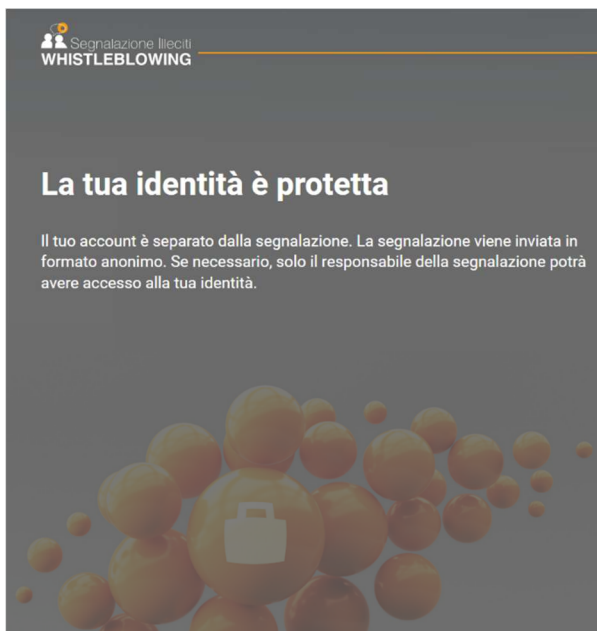 Segnalazione Illeciti
WHISTLEBLOWING
La tua identità è protetta
Il tuo account è separato dalla segnalazione. La segnalazione viene inviata in
formato anonimo. Se necessario, solo il responsabile della segnalazione potrà
avere accesso alla tua identità.